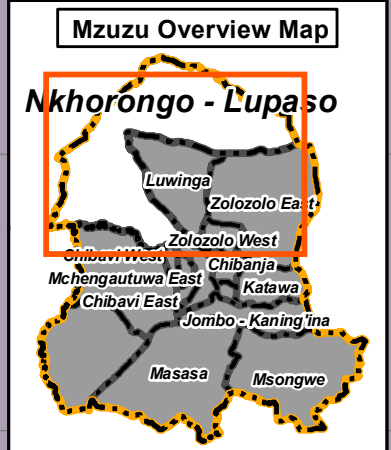 Mzuzu Overview Map
Nkhorongo - Lupaso
Luwinga
Zolozolo East
Zolozolo West
Chibavi West
Chibanja
Mchengautuwa East
Katawa
Chibavi East
Jombo - Kaning'ina
Masasa
Msongwe